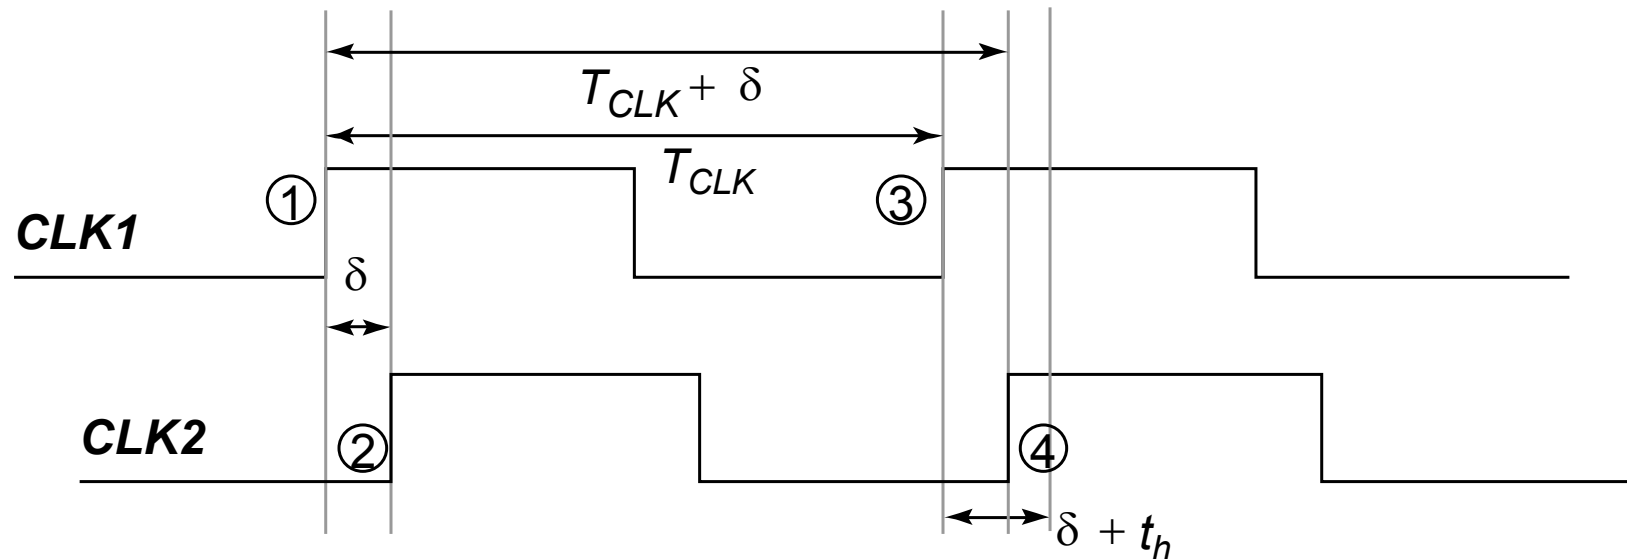 T_CLK + δ
T_CLK
① ③
CLK1
δ
CLK2 ② ④
δ + t_h